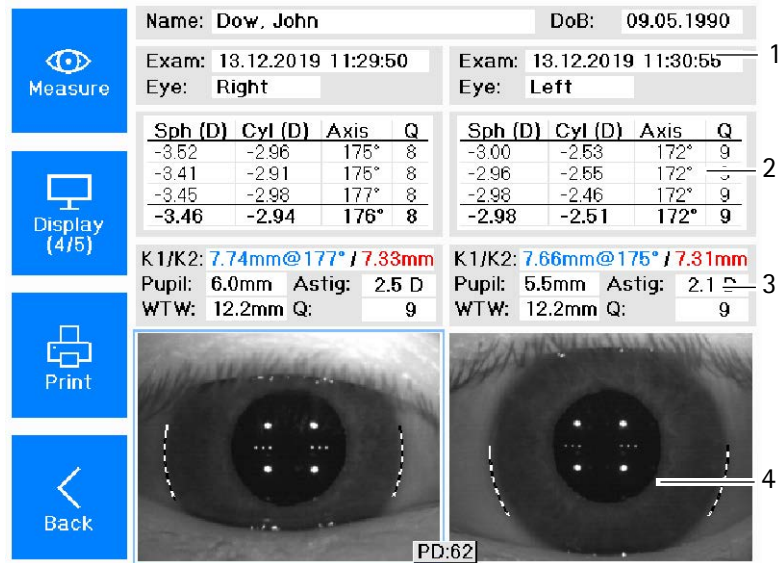 Measure
Display
(4/5)
Print
Back
Name: Dow, John DoB: 09.05.1990
Exam: 13.12.2019 11:29:50
Eye: Right
Sph (D) Cyl (D) Axis Q
-3.52 -2.96 175° 8
-3.41 -2.91 175° 8
-3.45 -2.98 177° 8
-3.46 -2.94 176° 8
K1/K2: 7.74mm@177° / 7.33mm
Pupil: 6.0mm Astig: 2.5 D
WTW: 12.2mm Q: 9
Exam: 13.12.2019 11:30:55
Eye: Left
Sph (D) Cyl (D) Axis Q
-3.00 -2.53 172° 9
-2.96 -2.55 172°
-2.98 -2.46 172° 9
-2.98 -2.51 172° 9
K1/K2: 7.66mm@175° / 7.31mm
Pupil: 5.5mm Astig: 2.1
WTW: 12.2mm Q: 9
PD:62
1
2
3
4